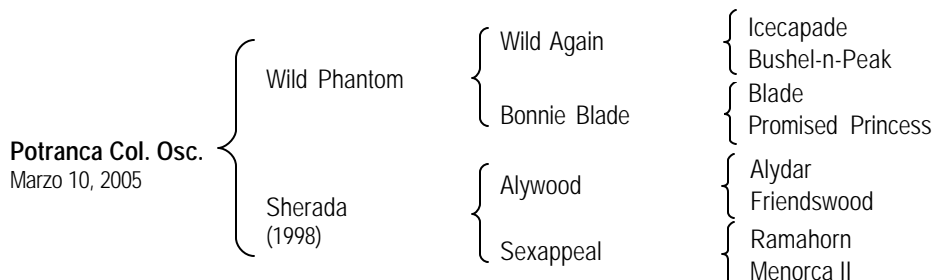 Potranca Col. Osc.
Marzo 10, 2005
Wild Phantom
Sherada
(1998)
Wild Again
Bonnie Blade
Alywood
Sexappeal
Icecapade
Bushel-n-Peak
Blade
Promised Princess
Alydar
Friendswood
Ramahorn
Menorca II